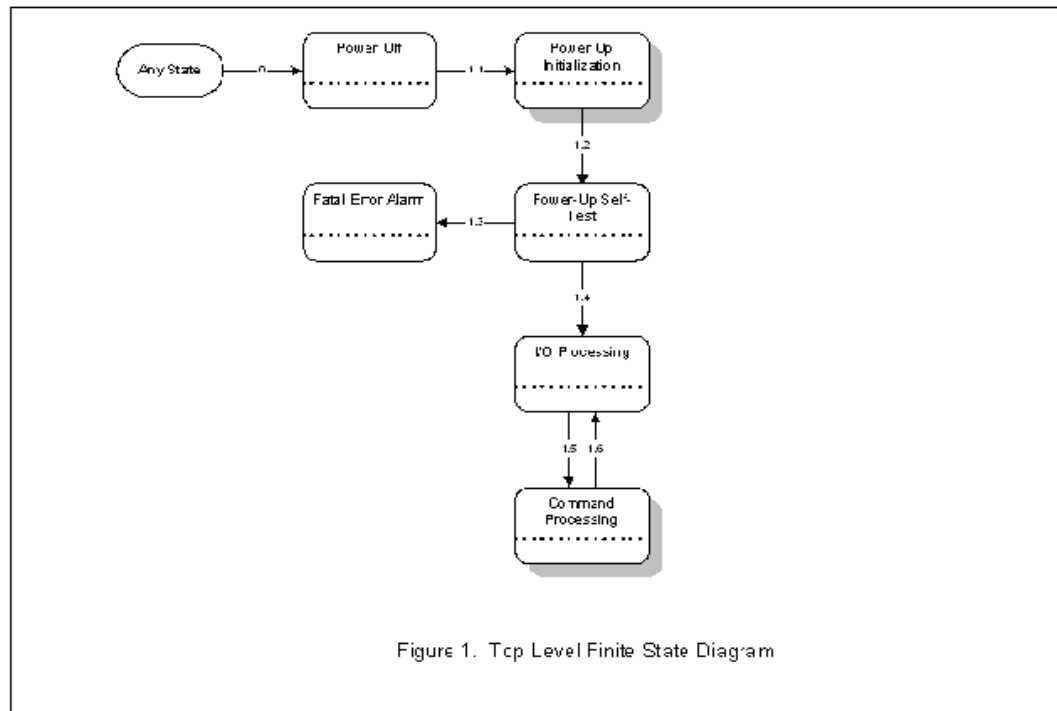 Power Off
Power Up
Initialization
Any State
0
1.1
1.2
Fatal Error Alarm
Power-Up Self-
Test
1.3
1.4
I/O Processing
1.5
1.6
Command
Processing
Figure 1. Top Level Finite State Diagram